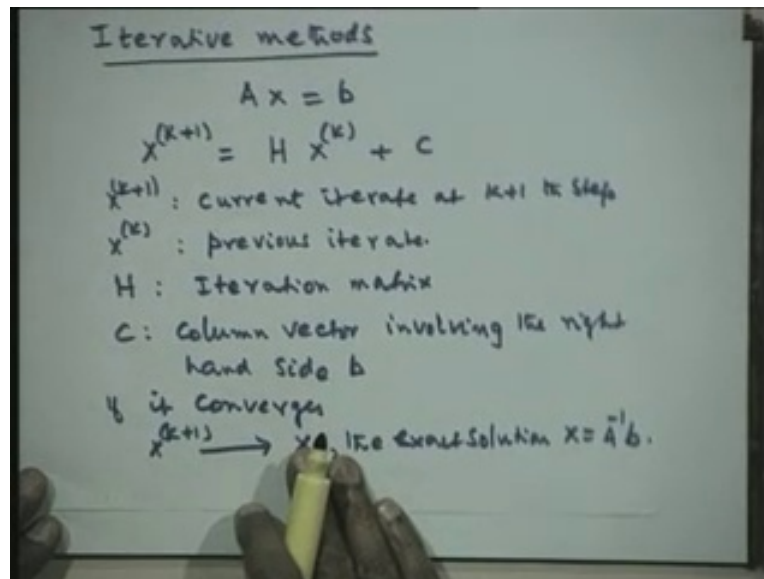 Iterative methods
A x = b
x^(k+1) = H x^(k) + C
x^(k+1) : current iterate at k+1 th step
x^(k) : previous iterate.
H : Iteration matrix
C : Column vector involving the right
hand side b
if it converges
x^(k+1) → x, the exact solution x = A^-1 b.